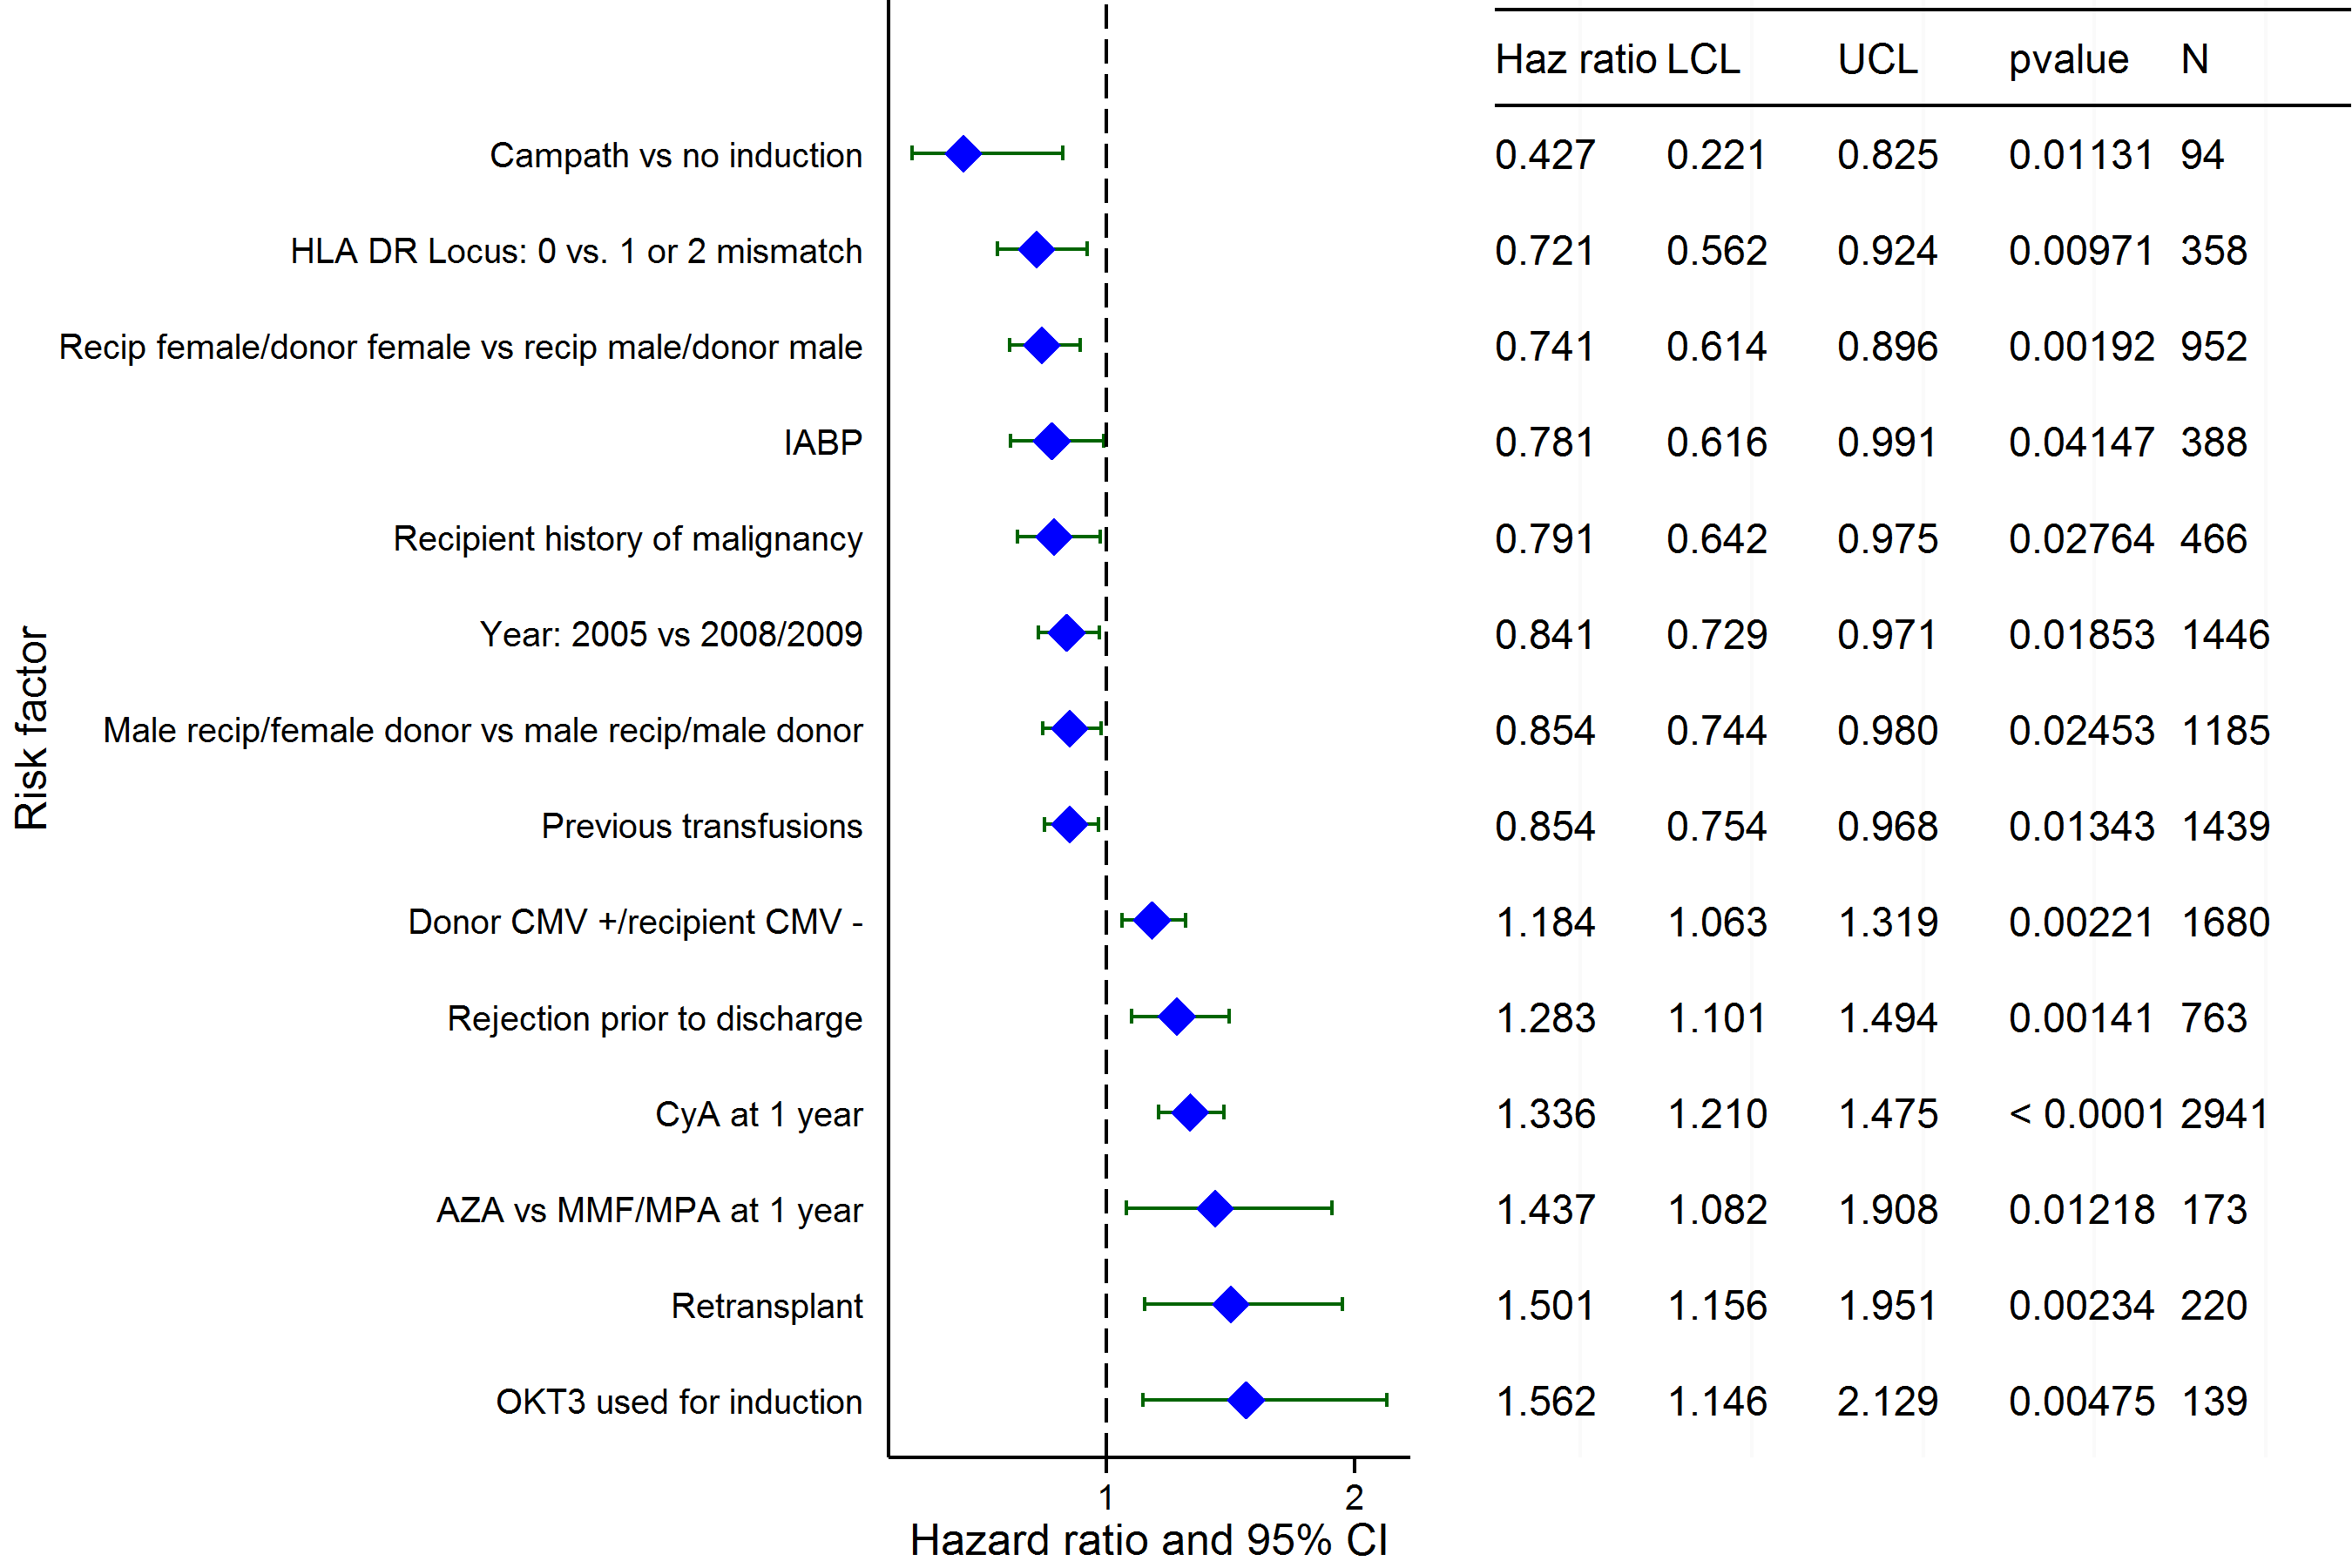 Haz ratio LCL UCL pvalue N
Campath vs no induction 0.427 0.221 0.825 0.01131 94
HLA DR Locus: 0 vs. 1 or 2 mismatch 0.721 0.562 0.924 0.00971 358
Recip female/donor female vs recip male/donor male 0.741 0.614 0.896 0.00192 952
IABP 0.781 0.616 0.991 0.04147 388
Recipient history of malignancy 0.791 0.642 0.975 0.02764 466
Year: 2005 vs 2008/2009 0.841 0.729 0.971 0.01853 1446
Male recip/female donor vs male recip/male donor 0.854 0.744 0.980 0.02453 1185
Previous transfusions 0.854 0.754 0.968 0.01343 1439
Donor CMV +/recipient CMV - 1.184 1.063 1.319 0.00221 1680
Rejection prior to discharge 1.283 1.101 1.494 0.00141 763
CyA at 1 year 1.336 1.210 1.475 < 0.0001 2941
AZA vs MMF/MPA at 1 year 1.437 1.082 1.908 0.01218 173
Retransplant 1.501 1.156 1.951 0.00234 220
OKT3 used for induction 1.562 1.146 2.129 0.00475 139
Risk factor
1 2
Hazard ratio and 95% CI